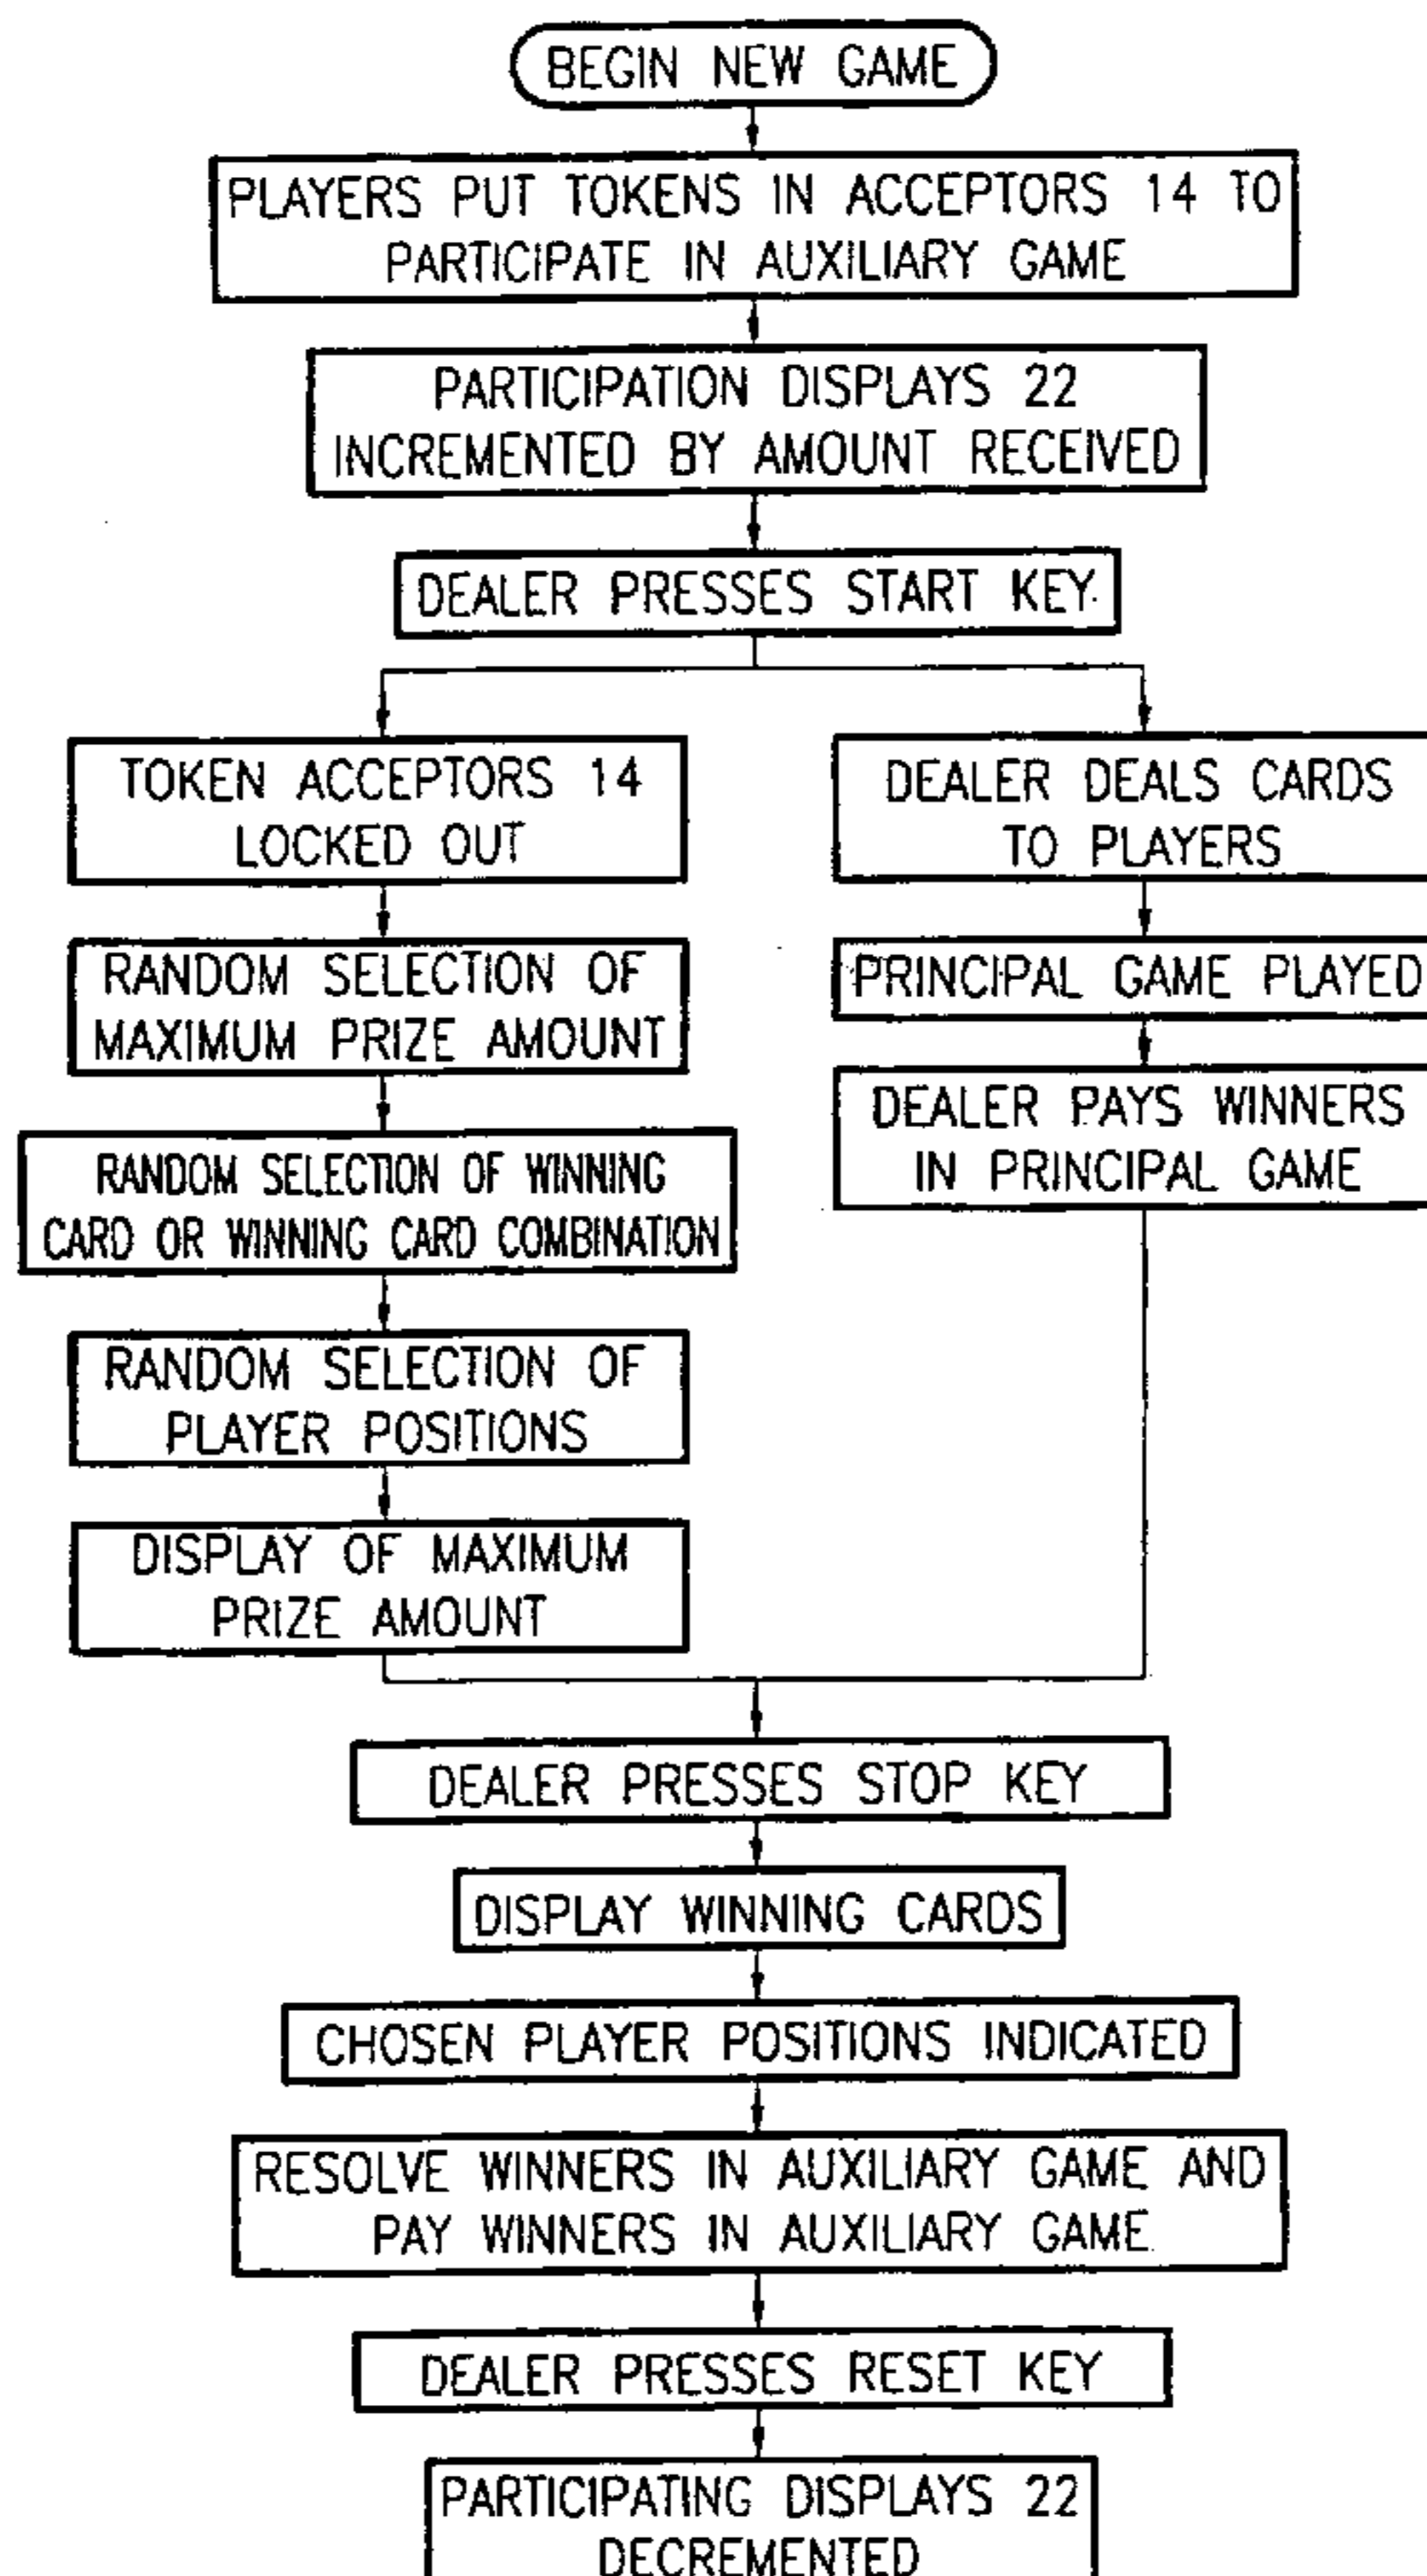 BEGIN NEW GAME
PLAYERS PUT TOKENS IN ACCEPTORS 14 TO
PARTICIPATE IN AUXILIARY GAME
PARTICIPATION DISPLAYS 22
INCREMENTED BY AMOUNT RECEIVED
DEALER PRESSES START KEY
TOKEN ACCEPTORS 14
LOCKED OUT
RANDOM SELECTION OF
MAXIMUM PRIZE AMOUNT
RANDOM SELECTION OF WINNING
CARD OR WINNING CARD COMBINATION
RANDOM SELECTION OF
PLAYER POSITIONS
DISPLAY OF MAXIMUM
PRIZE AMOUNT
DEALER DEALS CARDS
TO PLAYERS
PRINCIPAL GAME PLAYED
DEALER PAYS WINNERS
IN PRINCIPAL GAME
DEALER PRESSES STOP KEY
DISPLAY WINNING CARDS
CHOSEN PLAYER POSITIONS INDICATED
RESOLVE WINNERS IN AUXILIARY GAME AND
PAY WINNERS IN AUXILIARY GAME
DEALER PRESSES RESET KEY
PARTICIPATING DISPLAYS 22
DECREMENTED